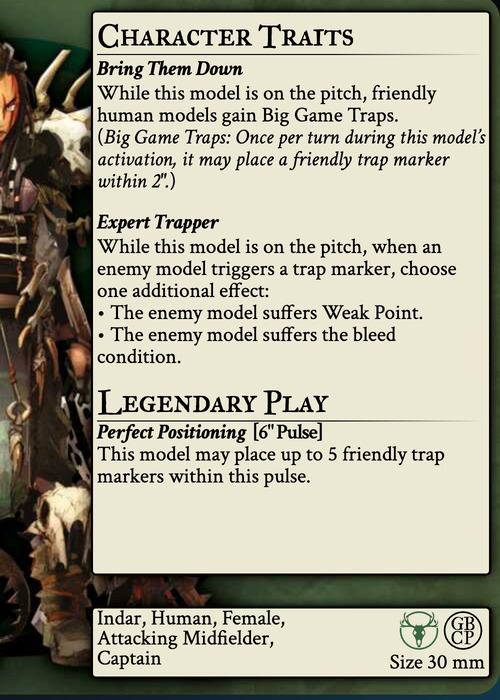 Character Traits
Bring Them Down
While this model is on the pitch, friendly
human models gain Big Game Traps.
(Big Game Traps: Once per turn during this model's
activation, it may place a friendly trap marker
within 2".)
Expert Trapper
While this model is on the pitch, when an
enemy model triggers a trap marker, choose
one additional effect:
• The enemy model suffers Weak Point.
• The enemy model suffers the bleed
condition.
Legendary Play
Perfect Positioning [6" Pulse]
This model may place up to 5 friendly trap
markers within this pulse.
Indar, Human, Female,
Attacking Midfielder,
Captain
GB
CP
Size 30 mm